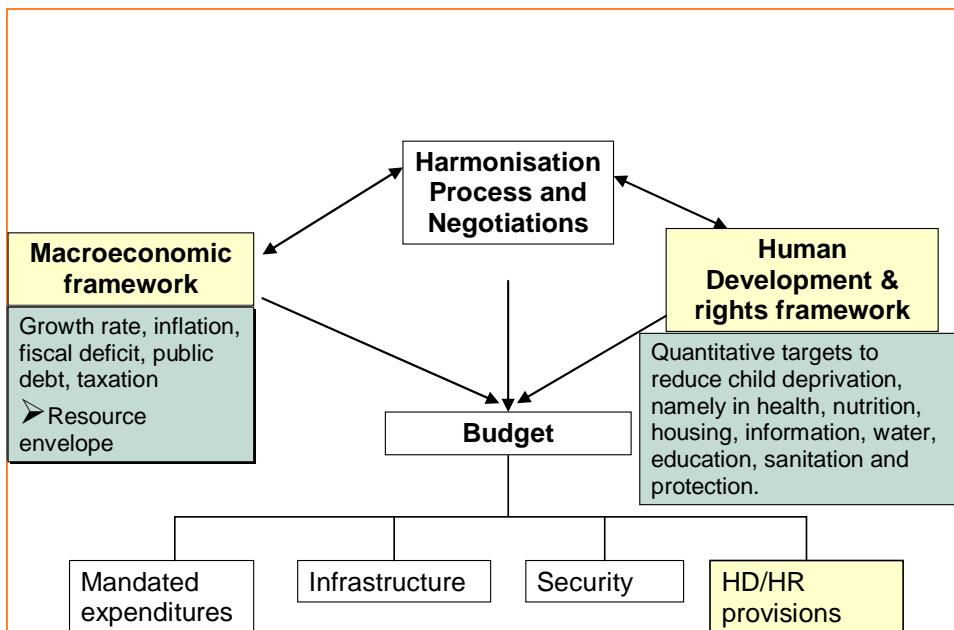 Harmonisation
Process and
Negotiations
Macroeconomic
framework
Growth rate, inflation,
fiscal deficit, public
debt, taxation
➢Resource
envelope
Human
Development &
rights framework
Quantitative targets to
reduce child deprivation,
namely in health, nutrition,
housing, information, water,
education, sanitation and
protection.
Budget
Mandated
expenditures
Infrastructure
Security
HD/HR
provisions